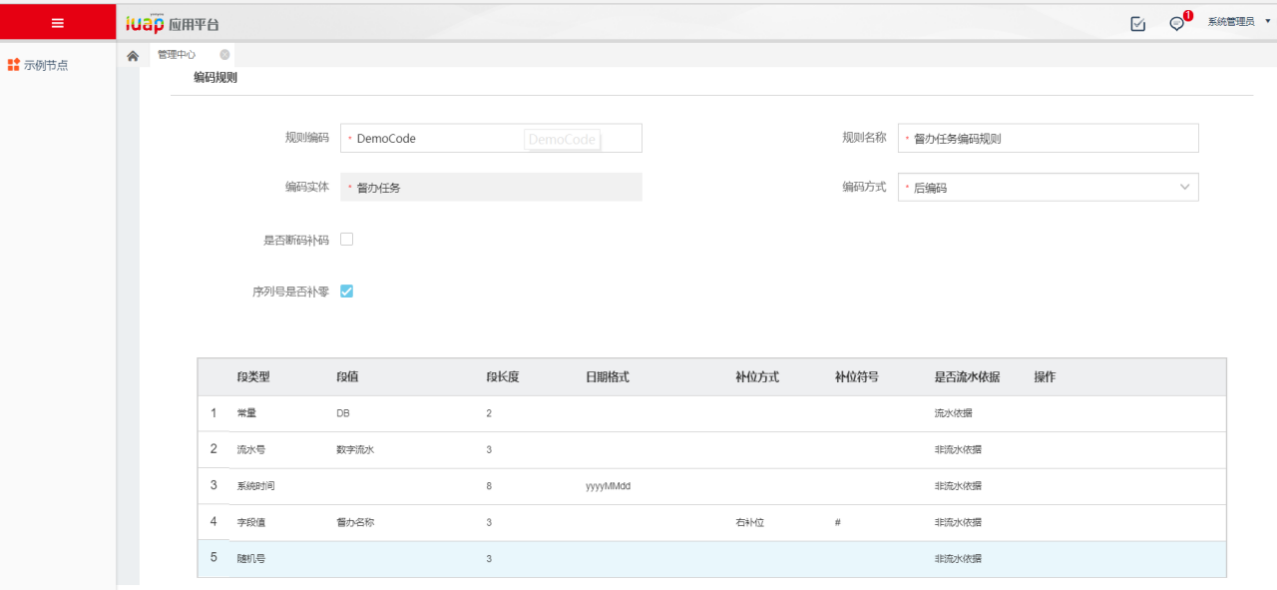 iuap 应用平台
1
系统管理员
示例节点
管理中心
编码规则
规则编码 * DemoCode DemoCode
规则名称 * 督办任务编码规则
编码实体 * 督办任务
编码方式 * 后编码
是否断码补码
序列号是否补零
段类型 段值 段长度 日期格式 补位方式 补位符号 是否流水依据 操作
1 常量 DB 2 流水依据
2 流水号 数字流水 3 非流水依据
3 系统时间 8 yyyyMMdd 非流水依据
4 字段值 督办名称 3 右补位 # 非流水依据
5 随机号 3 非流水依据